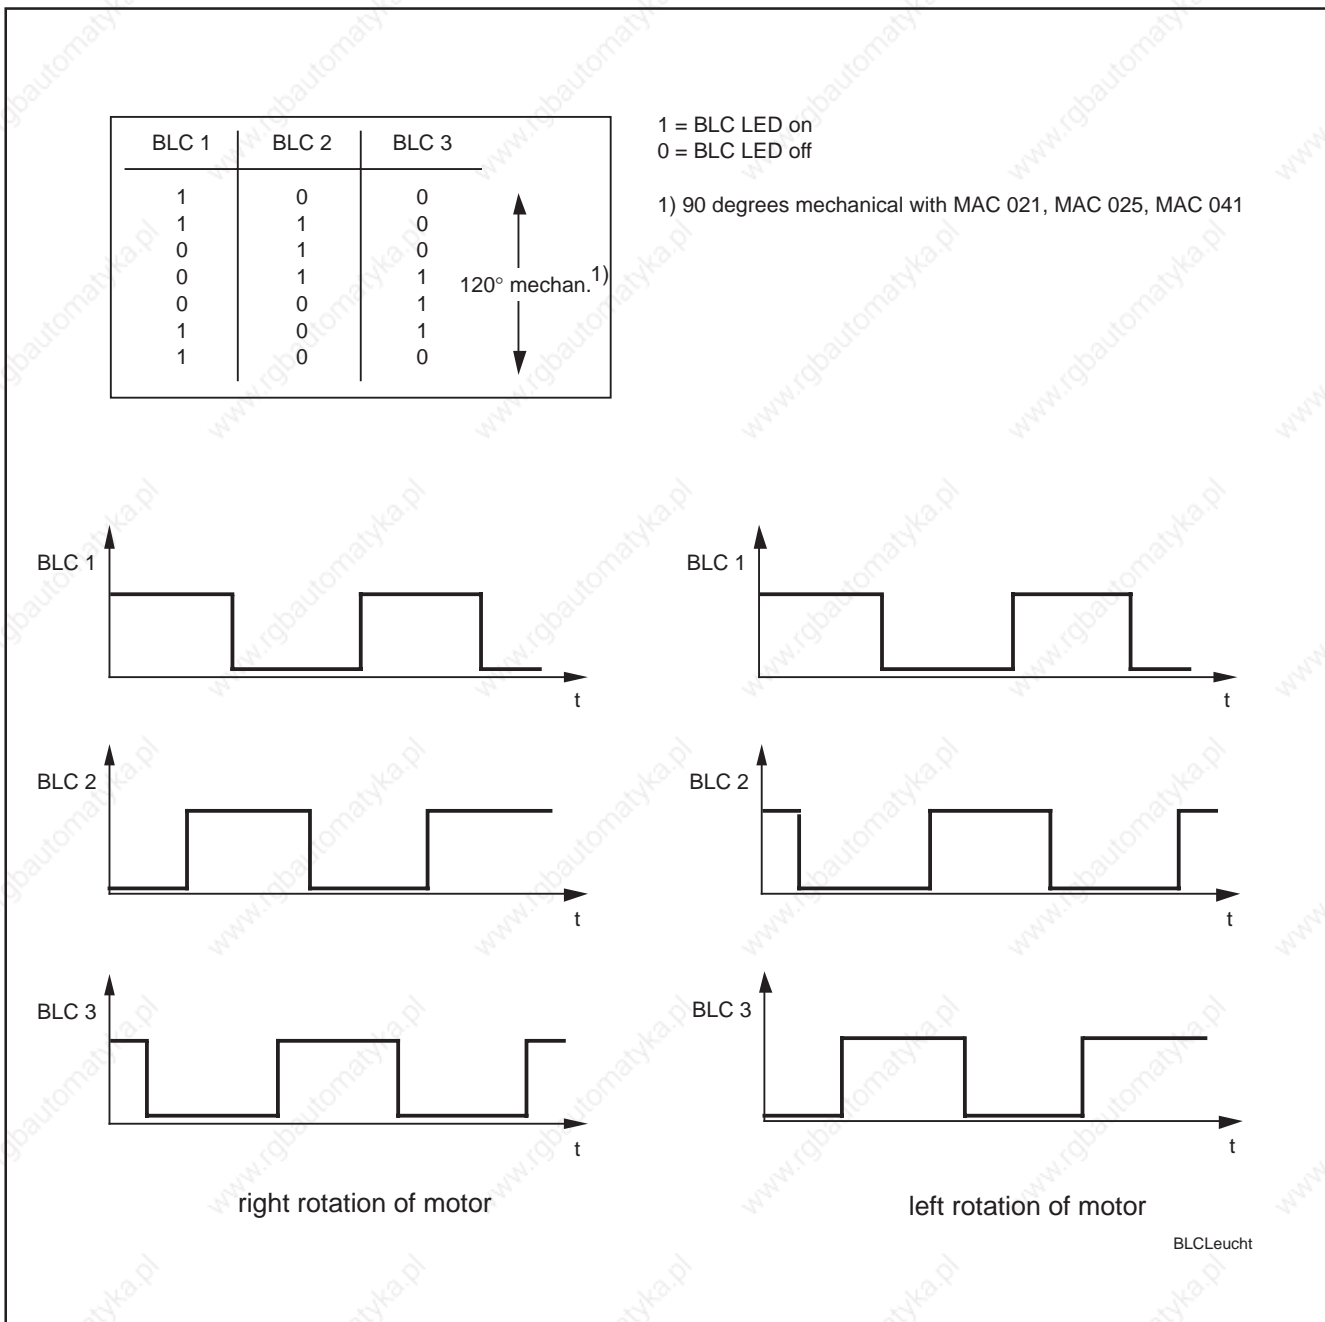 BLC 1 BLC 2 BLC 3
1 0 0
1 1 0
0 1 0
0 1 1
0 0 1
1 0 1
1 0 0
120° mechan.1)
1 = BLC LED on
0 = BLC LED off
1) 90 degrees mechanical with MAC 021, MAC 025, MAC 041
BLC 1
t
BLC 2
t
BLC 3
t
right rotation of motor
BLC 1
t
BLC 2
t
BLC 3
t
left rotation of motor
BLCLeucht
www.rgbautomatyka.pl